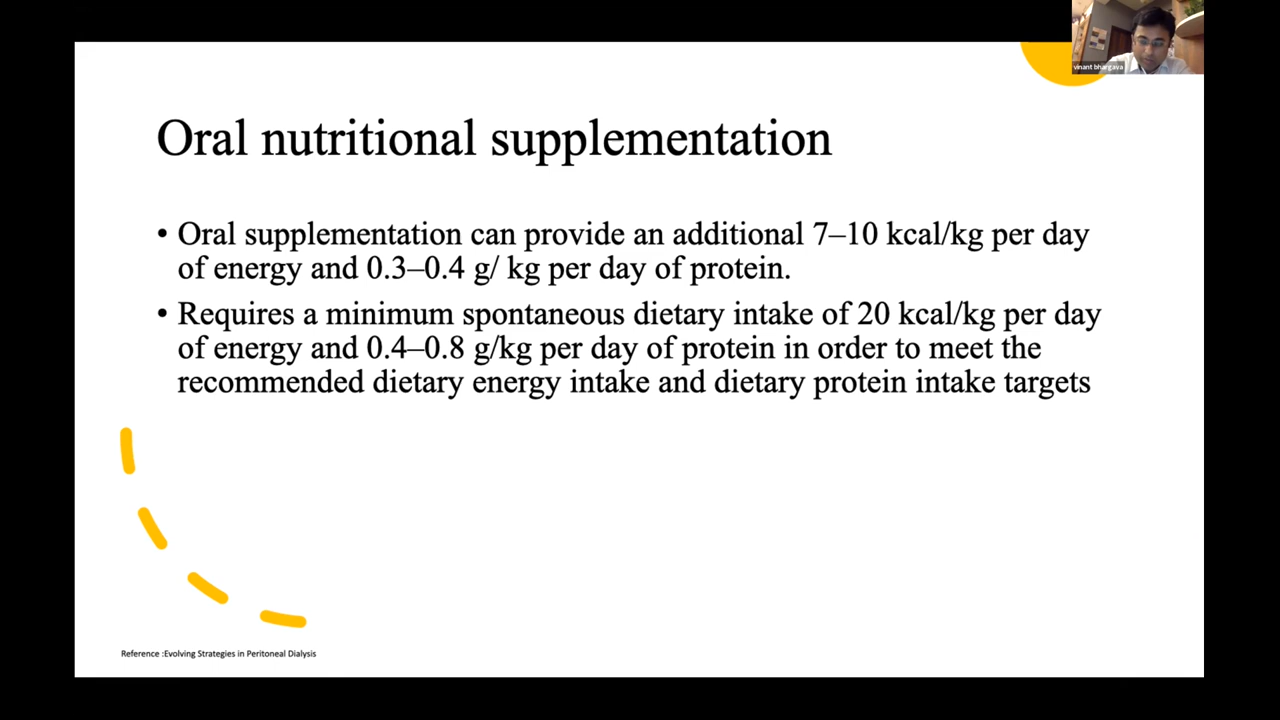 vinant bhargava
Oral nutritional supplementation
• Oral supplementation can provide an additional 7–10 kcal/kg per day
of energy and 0.3–0.4 g/ kg per day of protein.
• Requires a minimum spontaneous dietary intake of 20 kcal/kg per day
of energy and 0.4–0.8 g/kg per day of protein in order to meet the
recommended dietary energy intake and dietary protein intake targets
Reference :Evolving Strategies in Peritoneal Dialysis